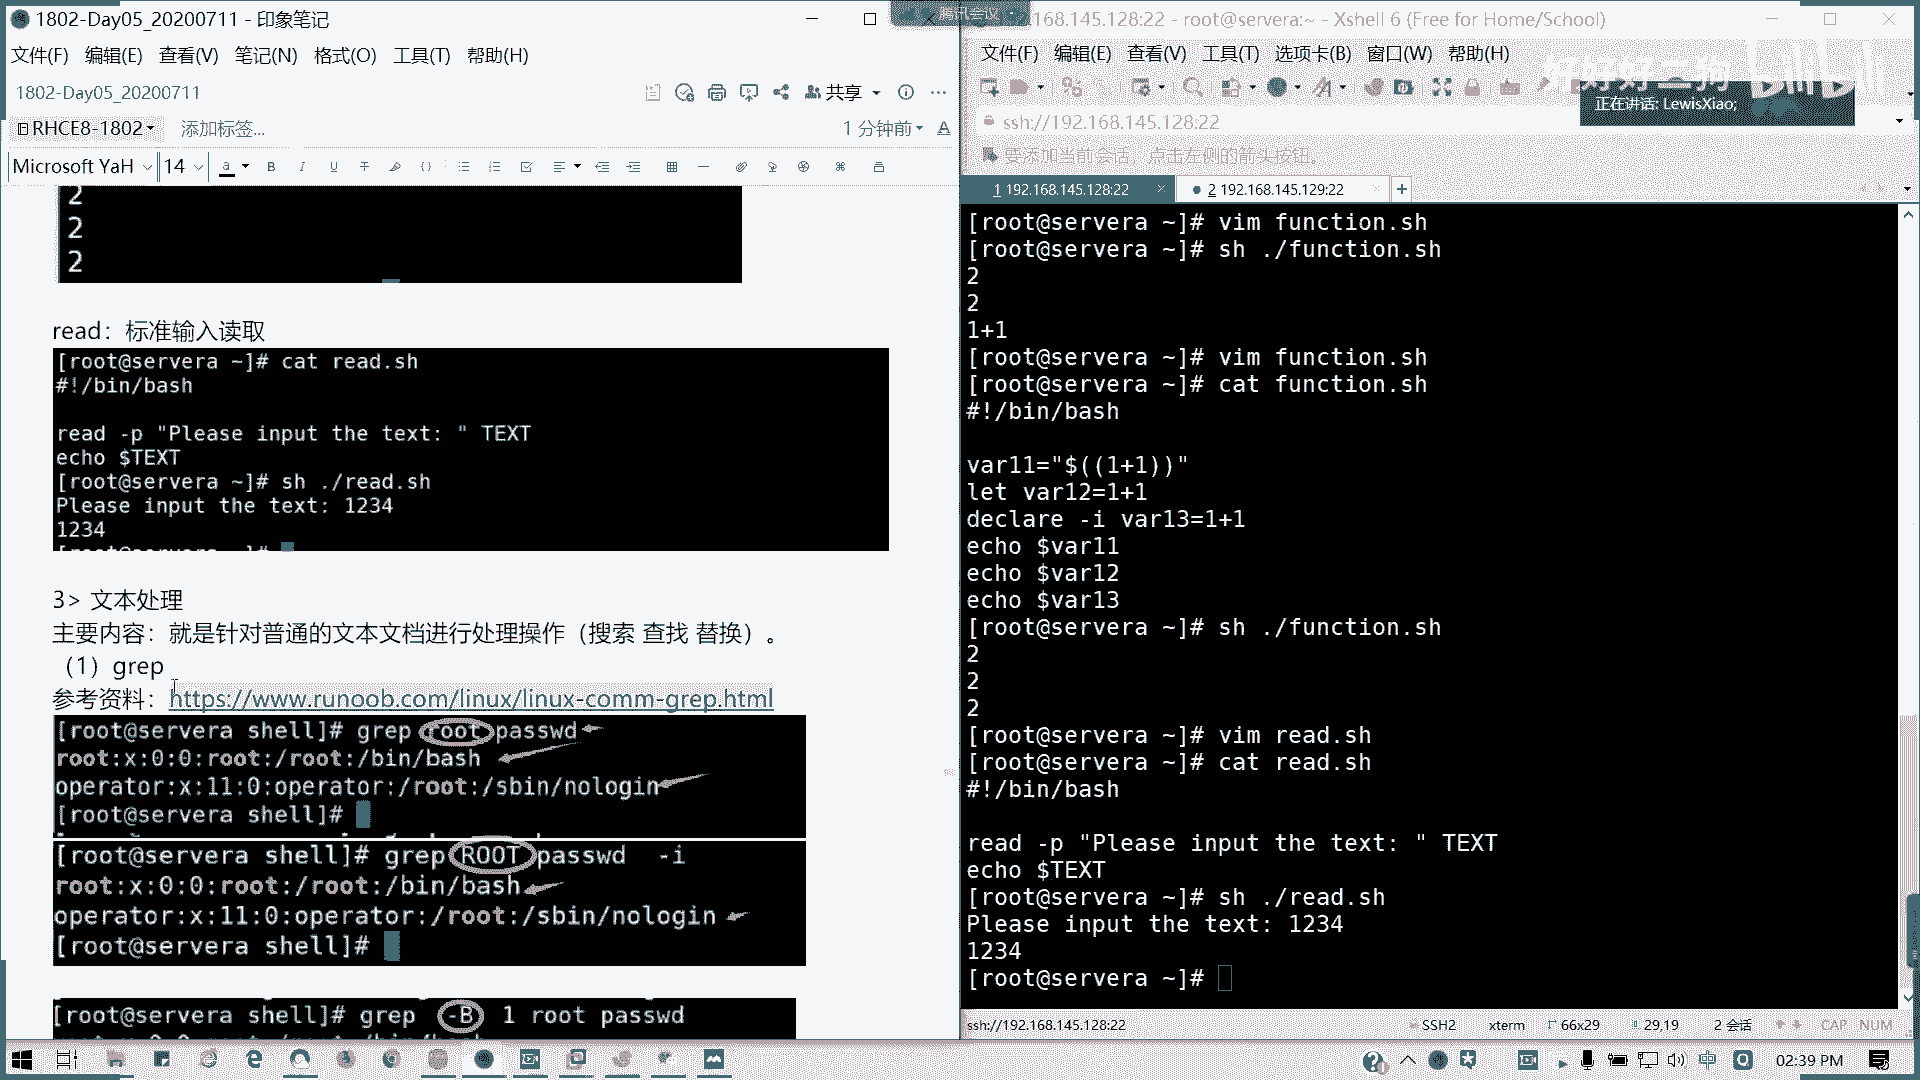 1802-Day05_20200711 - 印象笔记
文件(F) 编辑(E) 查看(V) 笔记(N) 格式(O) 工具(T) 帮助(H)
1802-Day05_20200711
共享
RHCE8-1802 添加标签...
1 分钟前
Microsoft YaH 14
2
2
2
read：标准输入读取
[root@servera ~]# cat read.sh
#!/bin/bash
read -p "Please input the text: " TEXT
echo $TEXT
[root@servera ~]# sh ./read.sh
Please input the text: 1234
1234
3> 文本处理
主要内容：就是针对普通的文本文档进行处理操作（搜索 查找 替换）。
（1）grep
参考资料：https://www.runoob.com/linux/linux-comm-grep.html
[root@servera shell]# grep root passwd
root:x:0:0:root:/root:/bin/bash
operator:x:11:0:operator:/root:/sbin/nologin
[root@servera shell]#
[root@servera shell]# grep ROOT passwd -i
root:x:0:0:root:/root:/bin/bash
operator:x:11:0:operator:/root:/sbin/nologin
[root@servera shell]#
[root@servera shell]# grep -B 1 root passwd
腾讯会议
168.145.128:22 - root@servera:~ - Xshell 6 (Free for Home/School)
文件(F) 编辑(E) 查看(V) 工具(T) 选项卡(B) 窗口(W) 帮助(H)
bilibili
正在讲话: LewisXiao;
ssh://192.168.145.128:22
要添加当前会话，点击左侧的箭头按钮。
1 192.168.145.128:22
2 192.168.145.129:22
[root@servera ~]# vim function.sh
[root@servera ~]# sh ./function.sh
2
2
1+1
[root@servera ~]# vim function.sh
[root@servera ~]# cat function.sh
#!/bin/bash
var11="$((1+1))"
let var12=1+1
declare -i var13=1+1
echo $var11
echo $var12
echo $var13
[root@servera ~]# sh ./function.sh
2
2
2
[root@servera ~]# vim read.sh
[root@servera ~]# cat read.sh
#!/bin/bash
read -p "Please input the text: " TEXT
echo $TEXT
[root@servera ~]# sh ./read.sh
Please input the text: 1234
1234
[root@servera ~]#
ssh://192.168.145.128:22 SSH2 xterm 66x29 29,19 2 会话 CAP NUM
中 02:39 PM